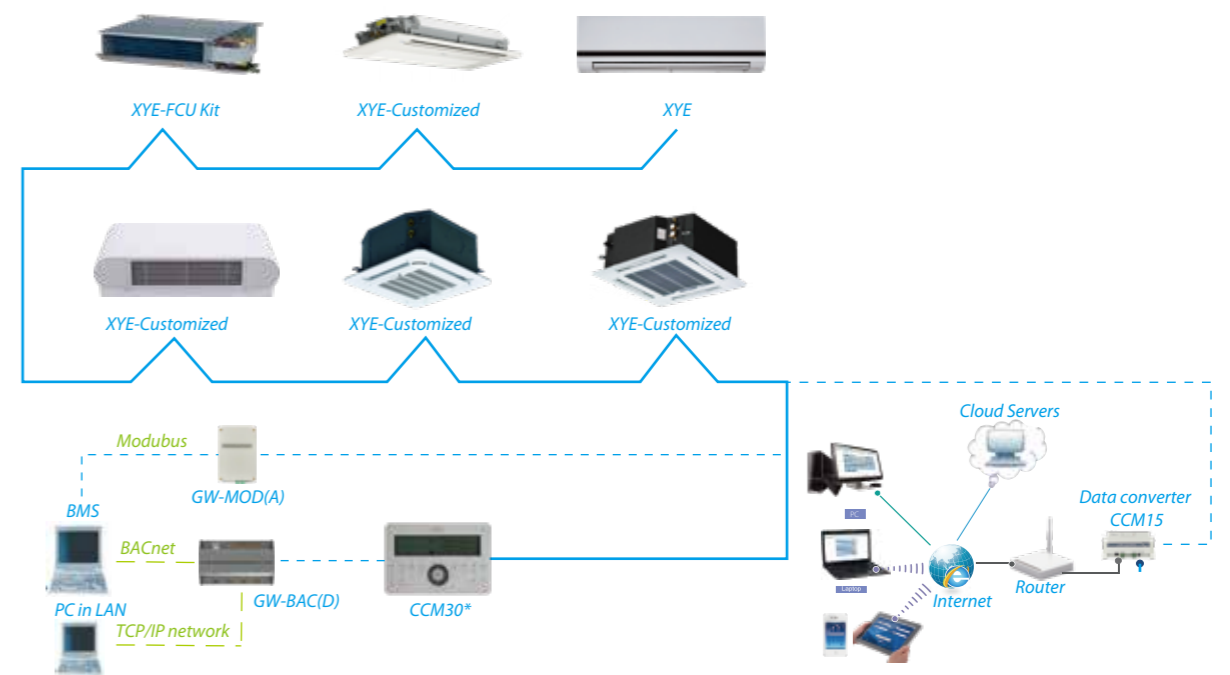 XYE-FCU Kit
XYE-Customized
XYE
XYE-Customized
XYE-Customized
XYE-Customized
Modubus
GW-MOD(A)
BMS
BACnet
GW-BAC(D)
CCM30*
PC in LAN
TCP/IP network
Cloud Servers
PC
Data converter
CCM15
Laptop
Internet
Router